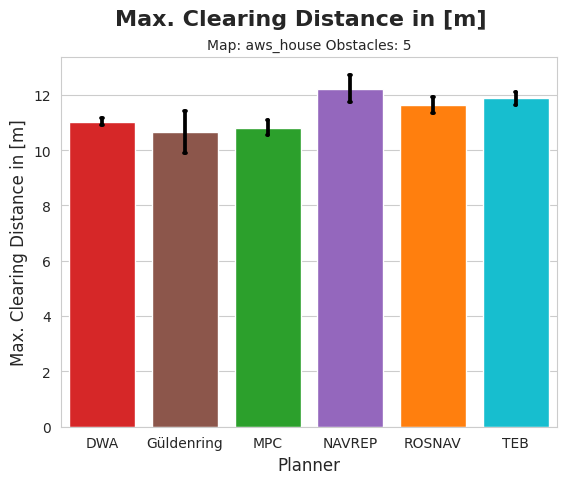 Max. Clearing Distance in [m]
Map: aws_house Obstacles: 5
Max. Clearing Distance in [m]
12
10
8
6
4
2
0
DWA Güldenring MPC NAVREP ROSNAV TEB
Planner